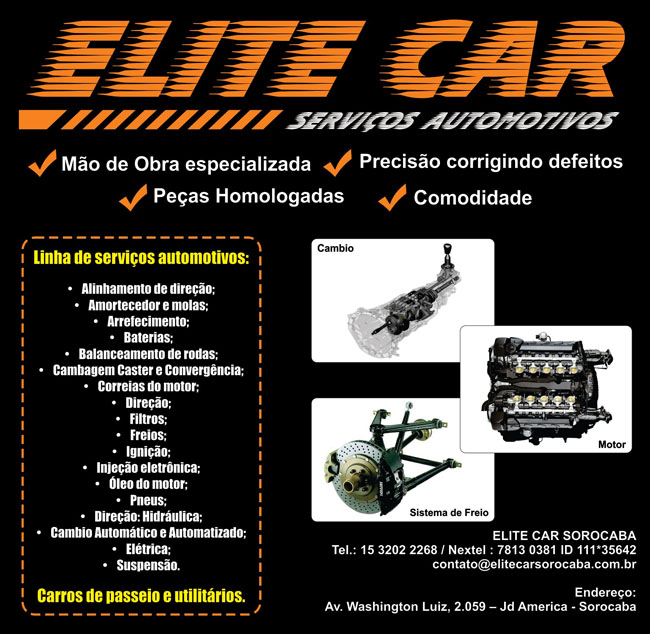 ELITE CAR
SERVIÇOS AUTOMOTIVOS
Mão de Obra especializada
Precisão corrigindo defeitos
Peças Homologadas
Comodidade
Linha de serviços automotivos:
• Alinhamento de direção;
• Amortecedor e molas;
• Arrefecimento;
• Baterias;
• Balanceamento de rodas;
• Cambagem Caster e Convergência;
• Correias do motor;
• Direção;
• Filtros;
• Freios;
• Ignição;
• Injeção eletrônica;
• Óleo do motor;
• Pneus;
• Direção: Hidráulica;
• Cambio Automático e Automatizado;
• Elétrica;
• Suspensão.
Carros de passeio e utilitários.
Cambio
Motor
Sistema de Freio
ELITE CAR SOROCABA
Tel.: 15 3202 2268 / Nextel : 7813 0381 ID 111*35642
contato@elitecarsorocaba.com.br
Endereço:
Av. Washington Luiz, 2.059 – Jd America - Sorocaba